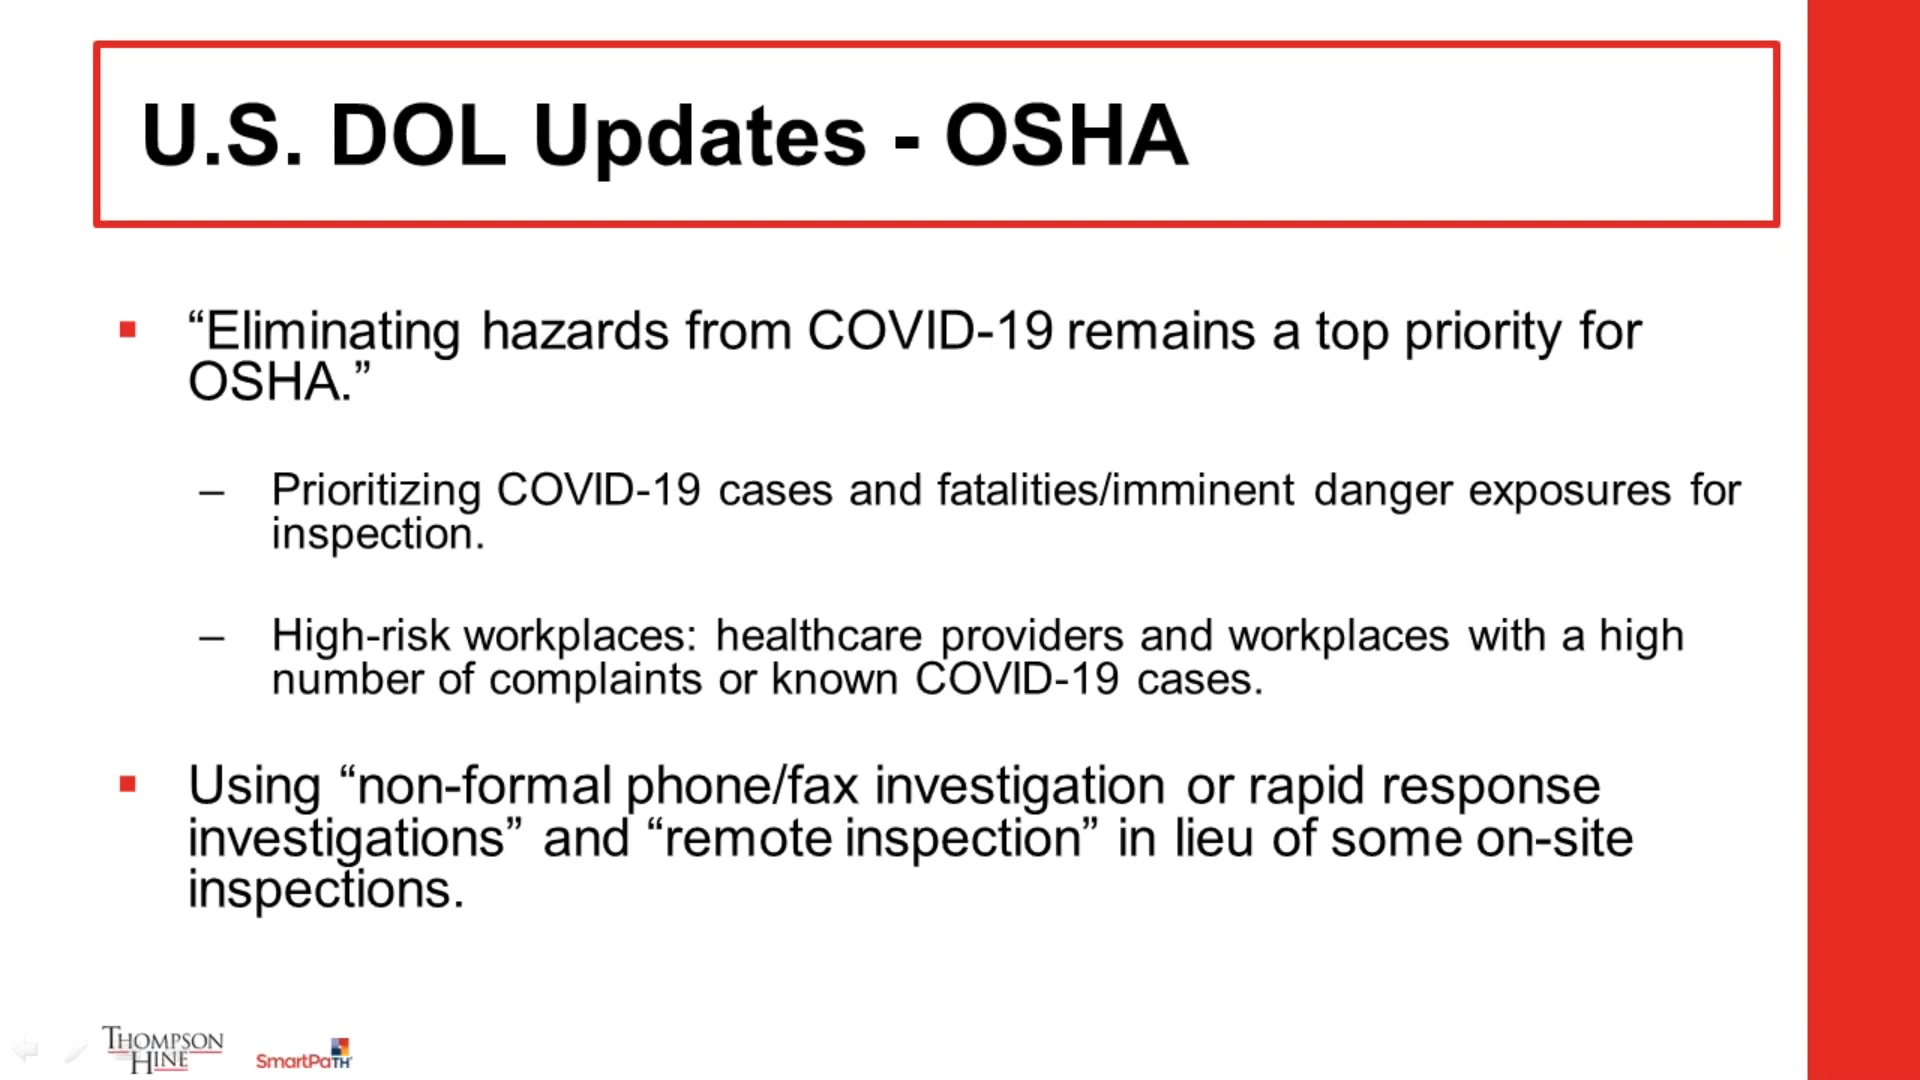 U.S. DOL Updates - OSHA
▪ “Eliminating hazards from COVID-19 remains a top priority for
OSHA.”
– Prioritizing COVID-19 cases and fatalities/imminent danger exposures for
inspection.
– High-risk workplaces: healthcare providers and workplaces with a high
number of complaints or known COVID-19 cases.
▪ Using “non-formal phone/fax investigation or rapid response
investigations” and “remote inspection” in lieu of some on-site
inspections.
THOMPSON
HINE
SmartPaTH